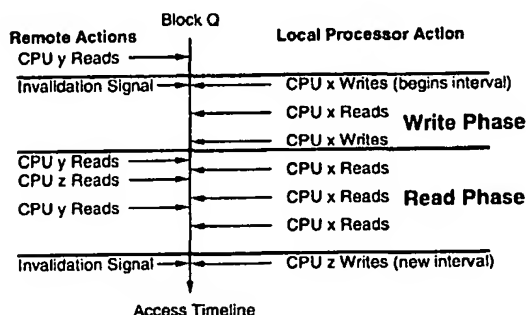 Block Q
Remote Actions
Local Processor Action
CPU y Reads
Invalidation Signal
CPU x Writes (begins interval)
CPU x Reads
Write Phase
CPU x Writes
CPU y Reads
CPU x Reads
CPU z Reads
CPU x Reads
Read Phase
CPU y Reads
CPU x Reads
Invalidation Signal
CPU z Writes (new interval)
Access Timeline